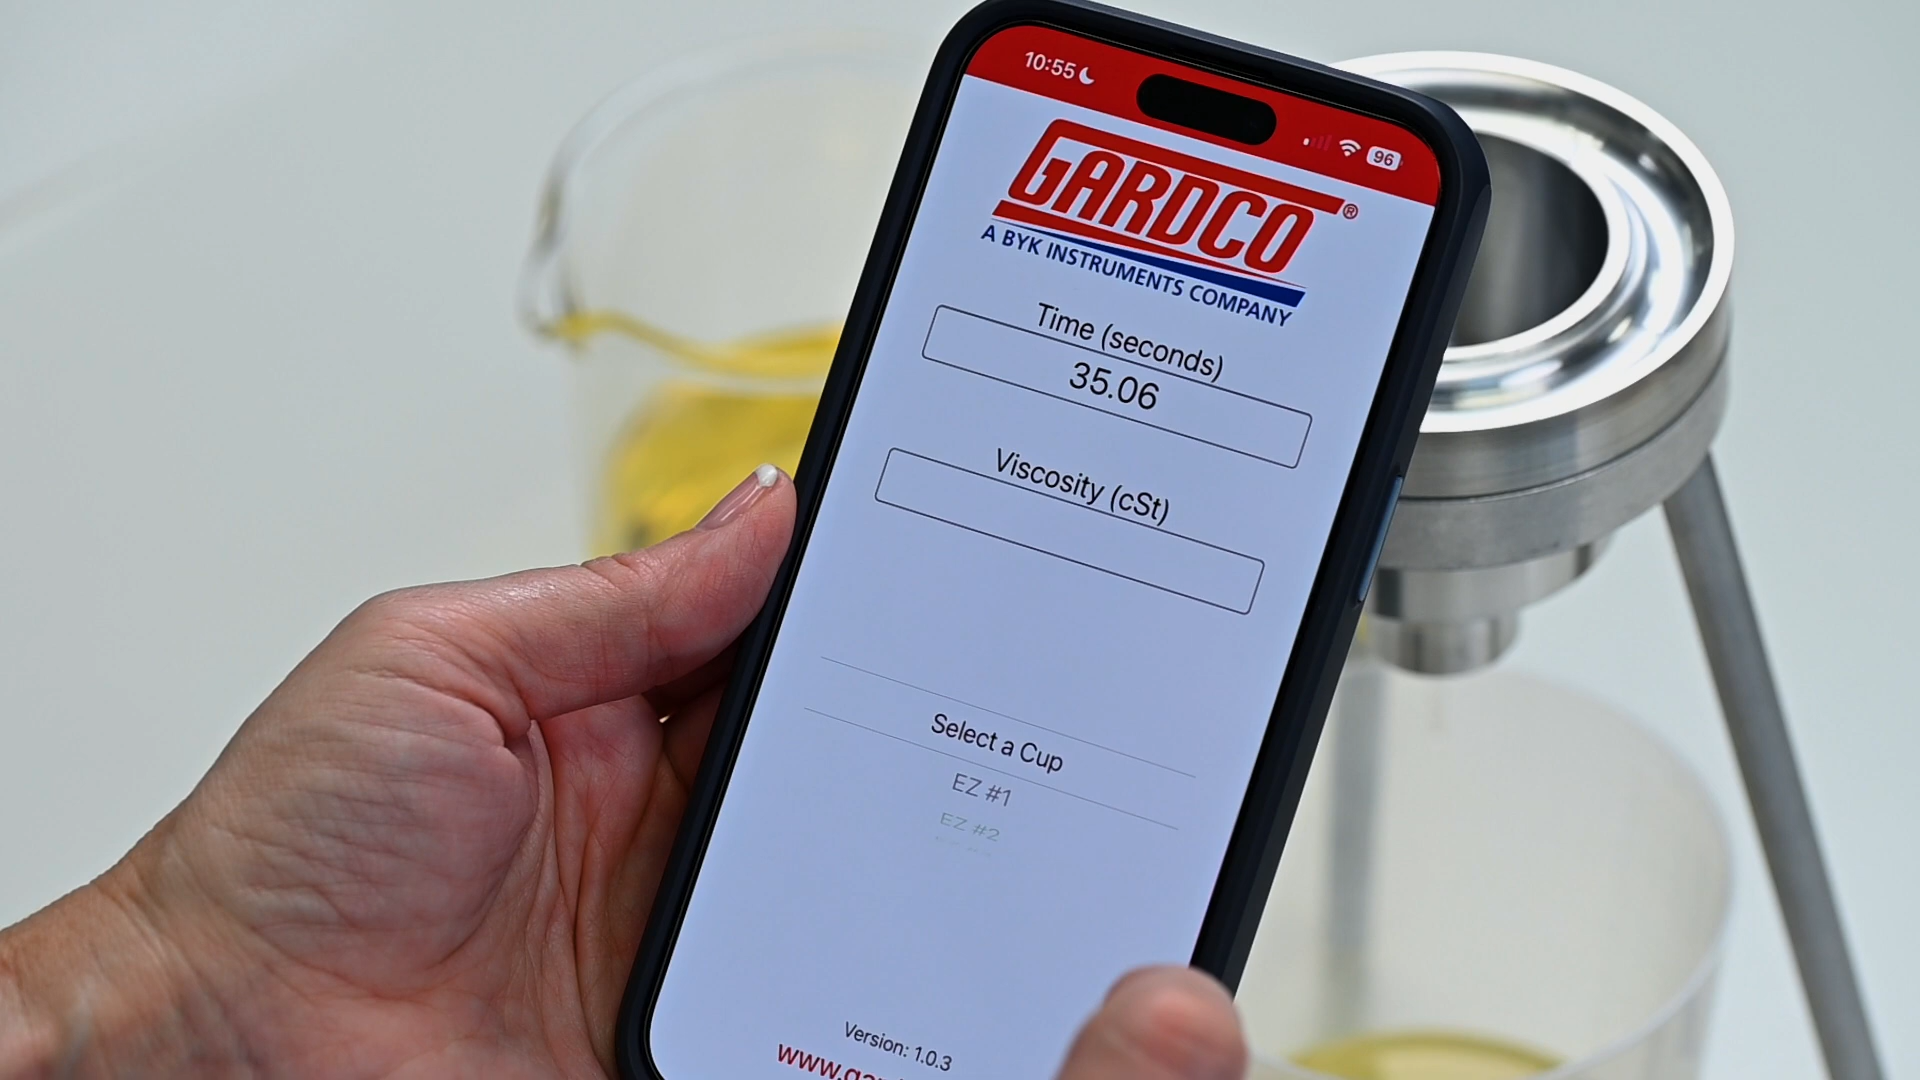 10:55
96
GARDCO®
A BYK INSTRUMENTS COMPANY
Time (seconds)
35.06
Viscosity (cSt)
Select a Cup
EZ #1
EZ #2
Version: 1.0.3